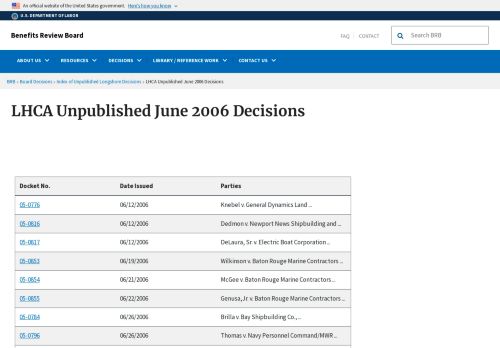 An official website of the United States government. Here's how you know
U.S. DEPARTMENT OF LABOR
Benefits Review Board
FAQ CONTACT
Search BRB
ABOUT US RESOURCES DECISIONS LIBRARY / REFERENCE WORK CONTACT US
BRB › Board Decisions › Index of Unpublished Longshore Decisions › LHCA Unpublished June 2006 Decisions
LHCA Unpublished June 2006 Decisions
Docket No. Date Issued Parties
05-0776 06/12/2006 Knebel v. General Dynamics Land ...
05-0816 06/12/2006 Dedmon v. Newport News Shipbuilding and ...
05-0817 06/12/2006 DeLaura, Sr. v. Electric Boat Corporation ...
05-0853 06/19/2006 Wilkinson v. Baton Rouge Marine Contractors ...
05-0854 06/21/2006 McGee v. Baton Rouge Marine Contractors ...
05-0855 06/22/2006 Genusa, Jr. v. Baton Rouge Marine Contractors ...
05-0784 06/26/2006 Brilla v. Bay Shipbuilding Co., ...
05-0796 06/26/2006 Thomas v. Navy Personnel Command/MWR ...